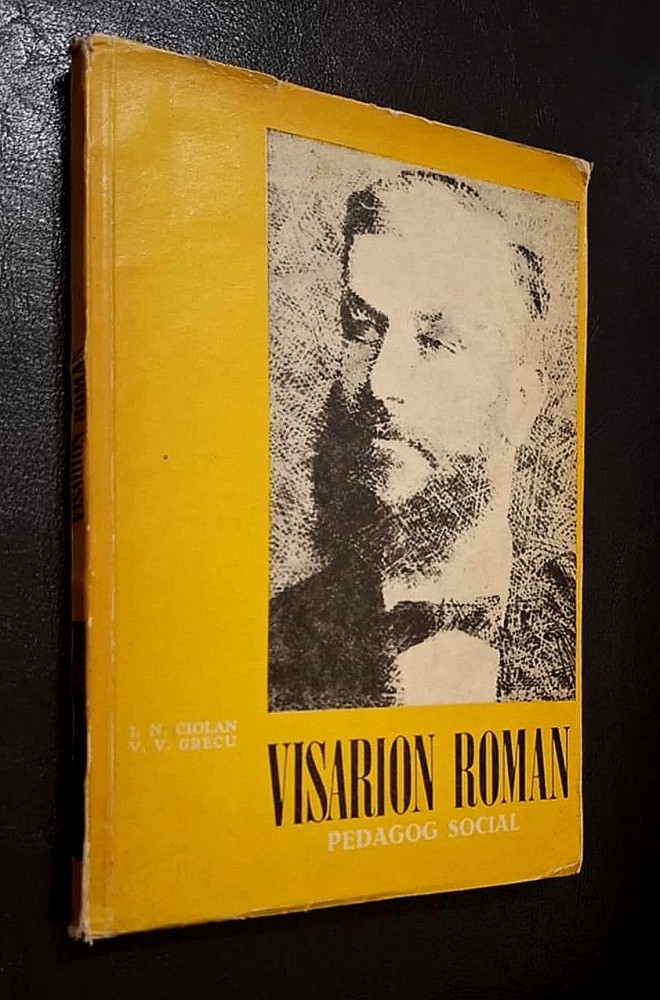 VISARION ROMAN
I. N. CIOLAN
V. V. GRECU
VISARION ROMAN
PEDAGOG SOCIAL